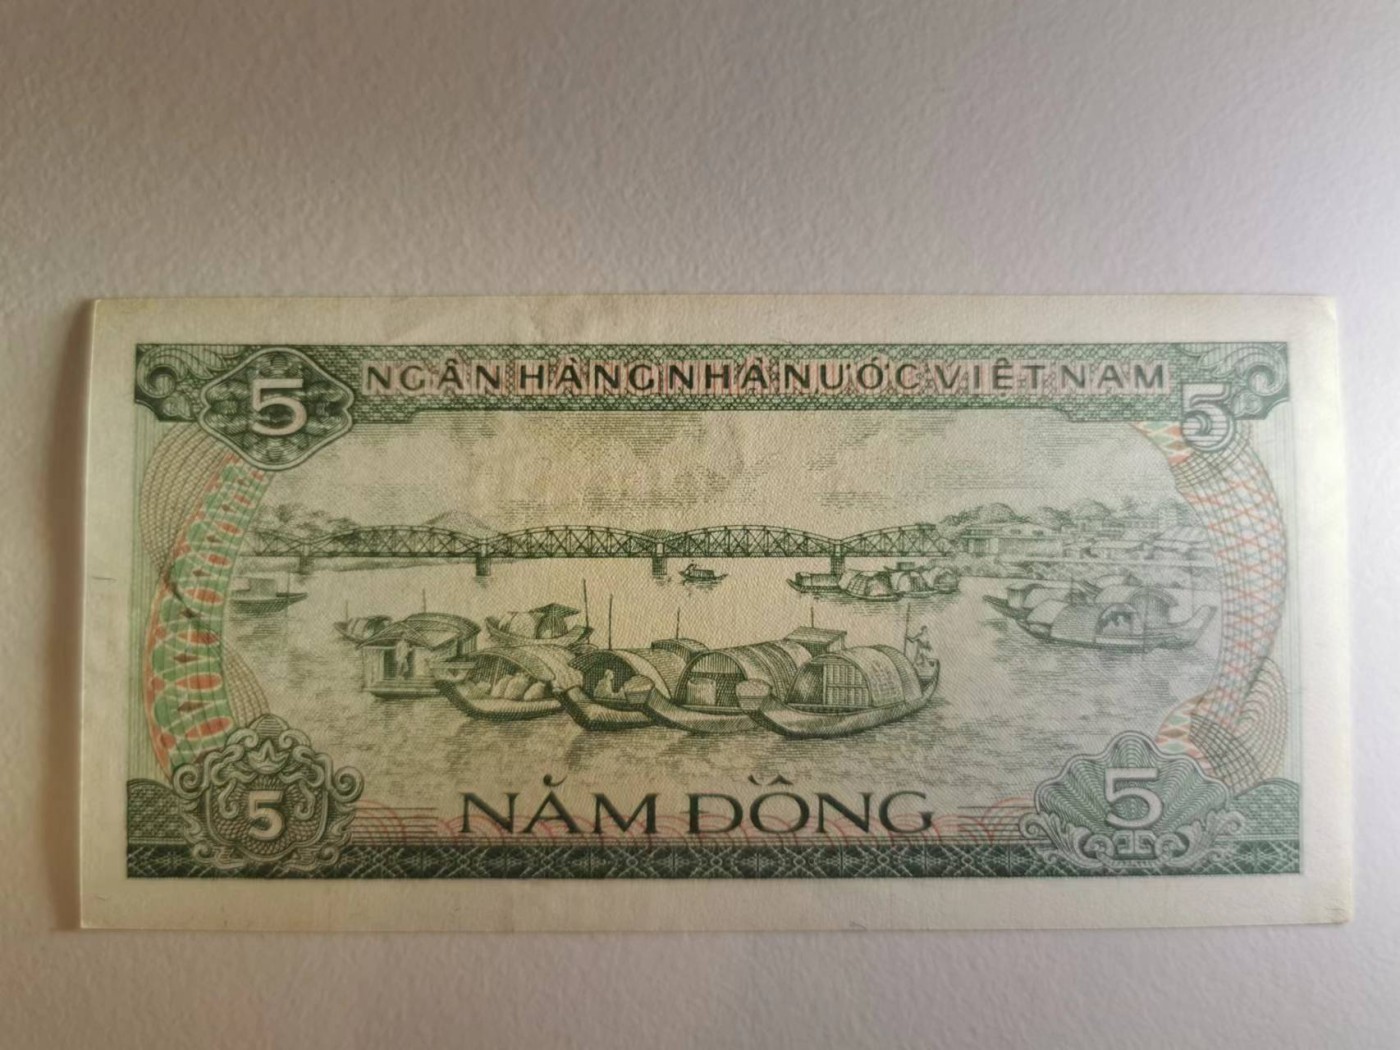 5 NGÂN HÀNG NHÀ NƯỚC VIỆT NAM 5
5 NĂM ĐỒNG 5